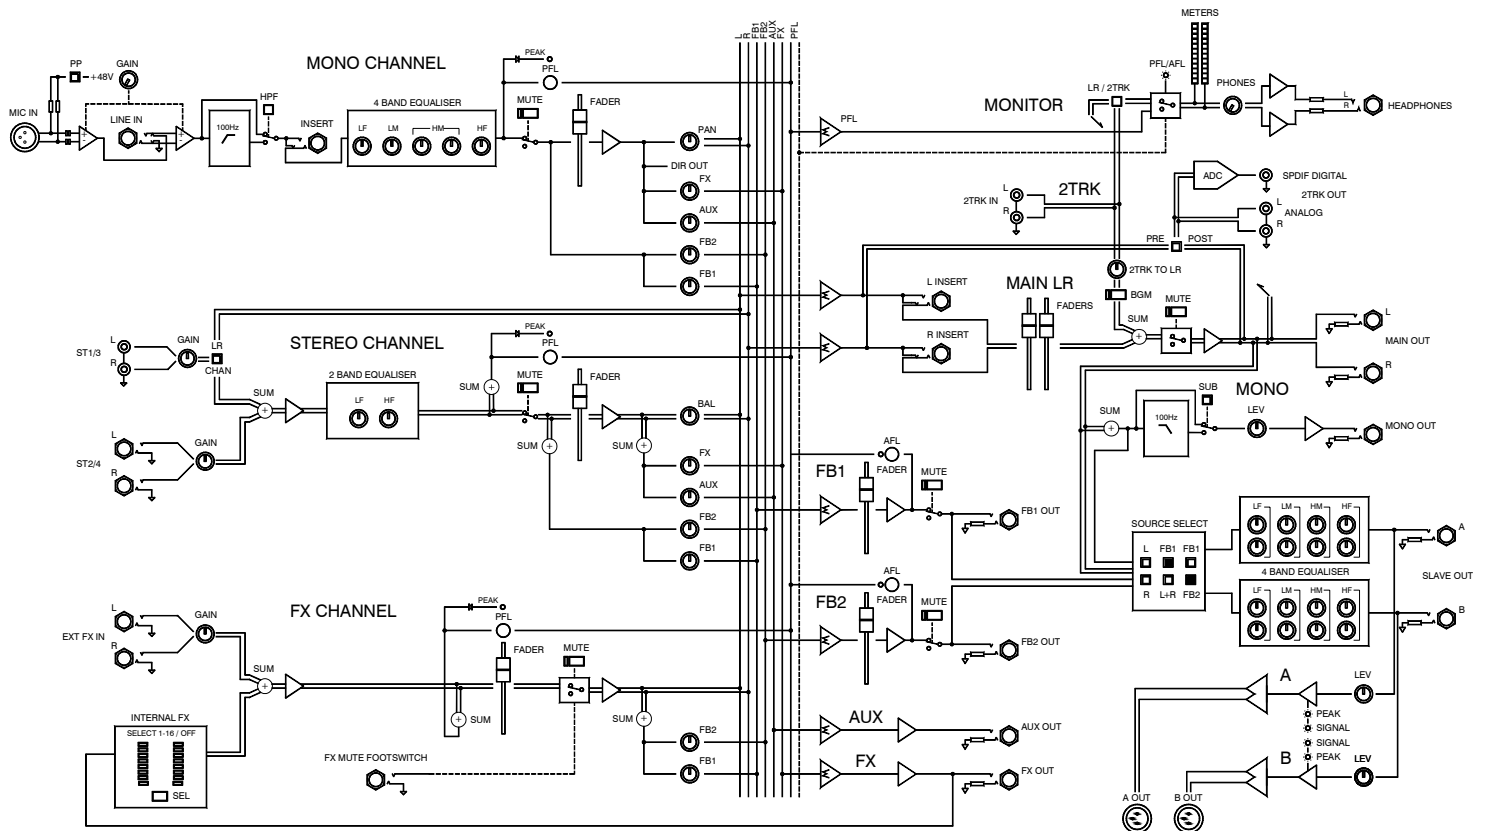 MONO CHANNEL
PP
+48V
GAIN
MIC IN
LINE IN
100Hz
HPF
INSERT
4 BAND EQUALISER
LF
LM
HM
HF
PEAK
PFL
MUTE
FADER
PAN
DIR OUT
FX
AUX
FB2
FB1
L
R
FB1
FB2
AUX
FX
PFL
STEREO CHANNEL
ST1/3
L
R
GAIN
LR
CHAN
ST2/4
L
R
GAIN
SUM
2 BAND EQUALISER
LF
HF
PEAK
PFL
SUM
MUTE
FADER
SUM
SUM
BAL
FX
AUX
FB2
FB1
FX CHANNEL
EXT FX IN
L
R
GAIN
SUM
INTERNAL FX
SELECT 1-16 / OFF
SEL
PEAK
PFL
FADER
SUM
MUTE
SUM
FX MUTE FOOTSWITCH
FB2
FB1
MONITOR
PFL
LR / 2TRK
PFL/AFL
METERS
PHONES
L
R
HEADPHONES
2TRK
2TRK IN
L
R
ADC
SPDIF DIGITAL
2TRK OUT
L
ANALOG
R
PRE
POST
2TRK TO LR
BGM
MAIN LR
L INSERT
R INSERT
FADERS
SUM
MUTE
L
MAIN OUT
R
MONO
SUM
100Hz
SUB
LEV
MONO OUT
FB1
AFL
FADER
MUTE
FB1 OUT
FB2
AFL
FADER
MUTE
FB2 OUT
SOURCE SELECT
L
FB1
FB1
R
L+R
FB2
LF
LM
HM
HF
4 BAND EQUALISER
LF
LM
HM
HF
A
SLAVE OUT
B
AUX
AUX OUT
FX
FX OUT
A
LEV
PEAK
SIGNAL
SIGNAL
PEAK
B
LEV
A OUT
B OUT